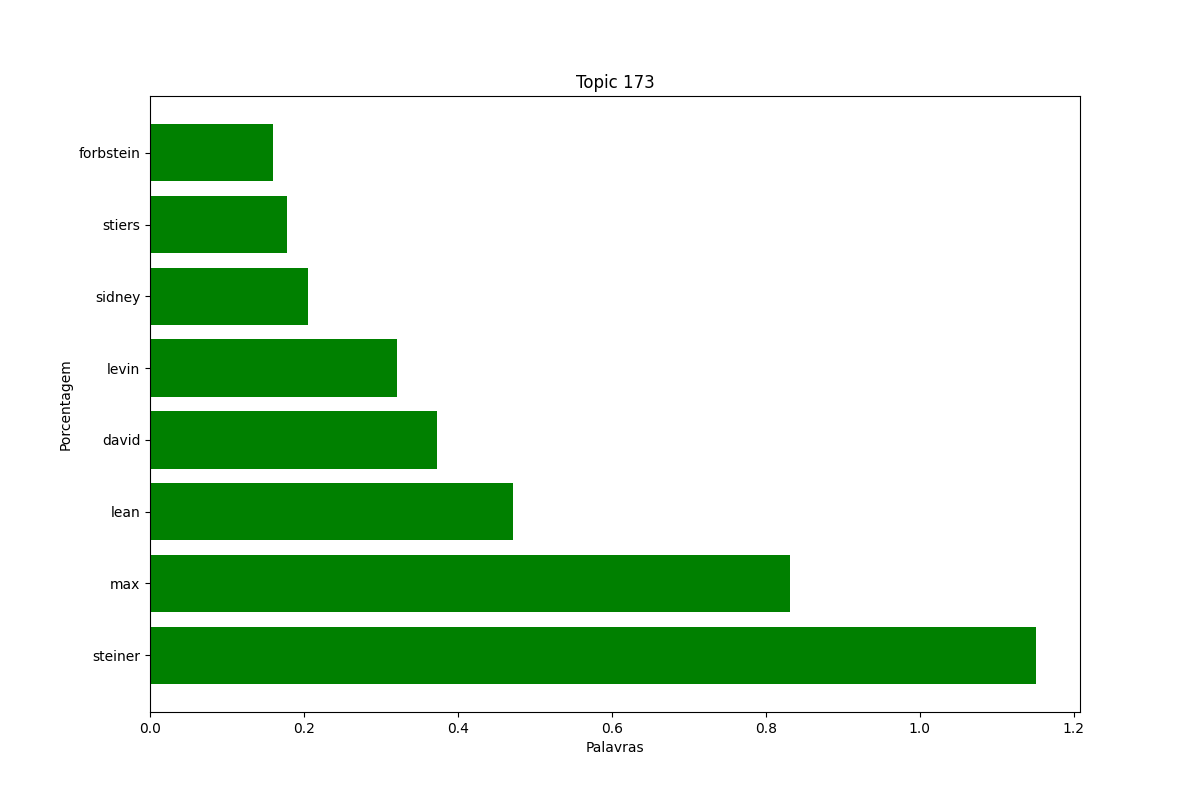 Topic 173
forbstein
stiers
sidney
levin
david
lean
max
steiner
Porcentagem
0.0 0.2 0.4 0.6 0.8 1.0 1.2
Palavras